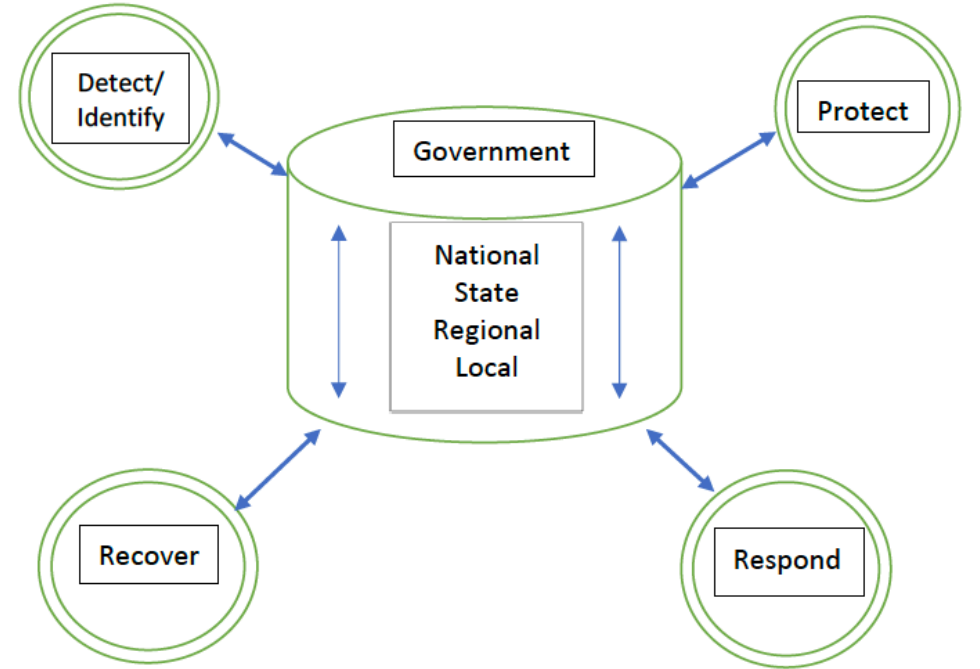 Detect/
Identify
Protect
Government
National
State
Regional
Local
Recover
Respond